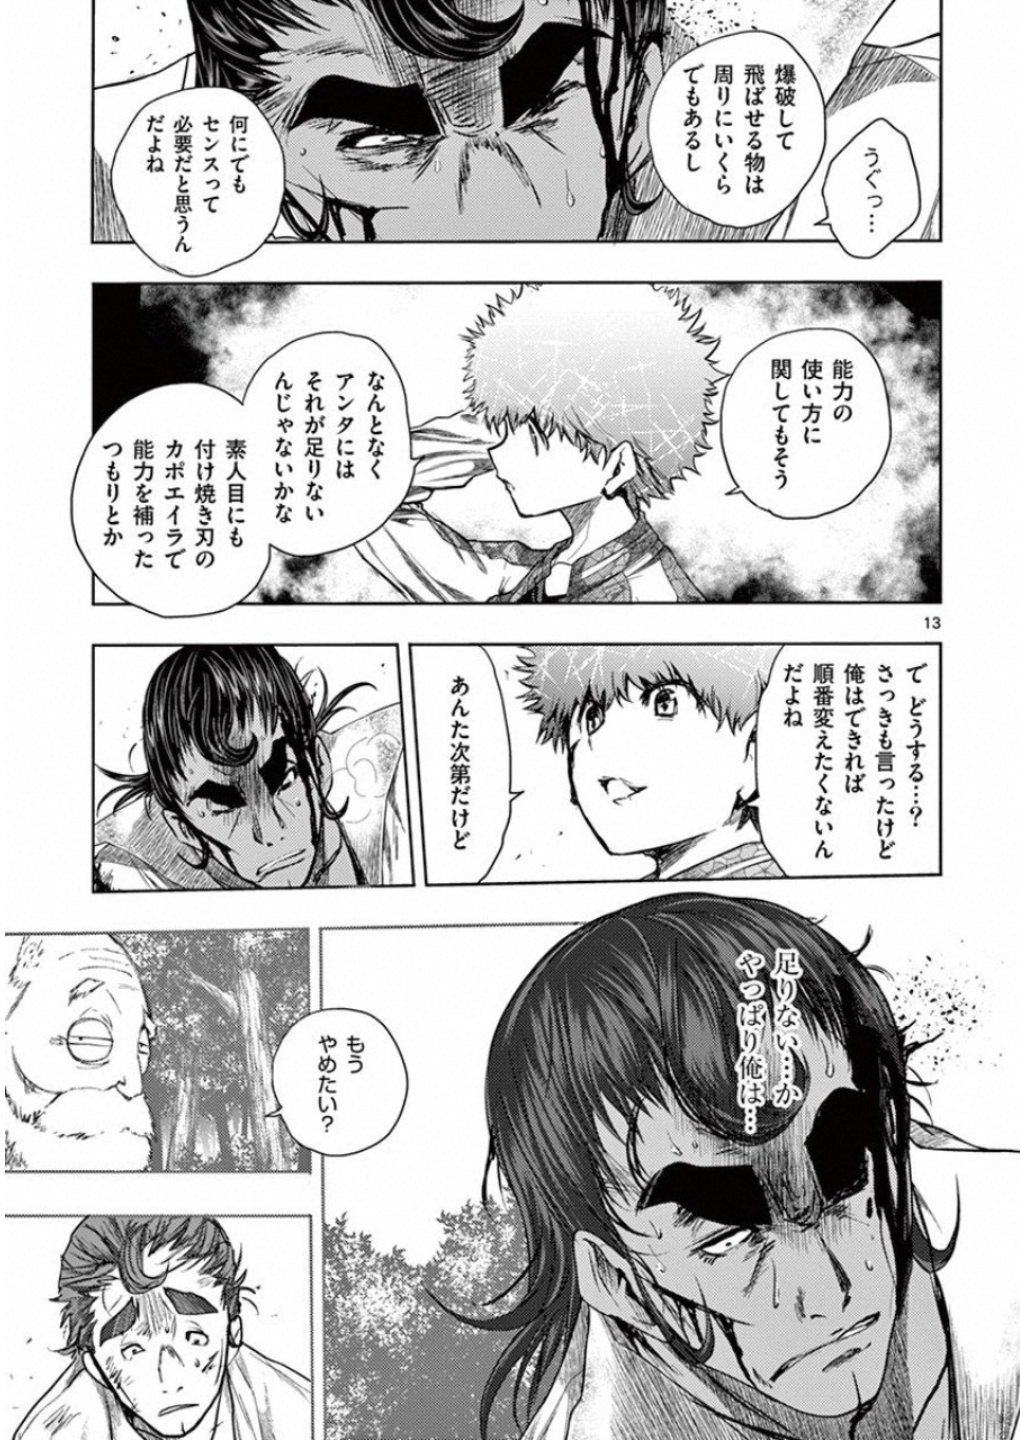 うぐっ…
爆破して
飛ばせる物は
周りにいくら
でもあるし
何にでも
センスって
必要だと思うん
だよね
能力の
使い方に
関してもそう
なんとなく
アンタには
それが足りない
んじゃないかな
素人目にも
付け焼き刃の
カポエイラで
能力を補った
つもりとか
13
で どうする…?
さっきも言ったけど
俺はできれば
順番変えたくないん
だよね
あんた次第だけど
足りない…か
やっぱり俺は…
もう
やめたい?